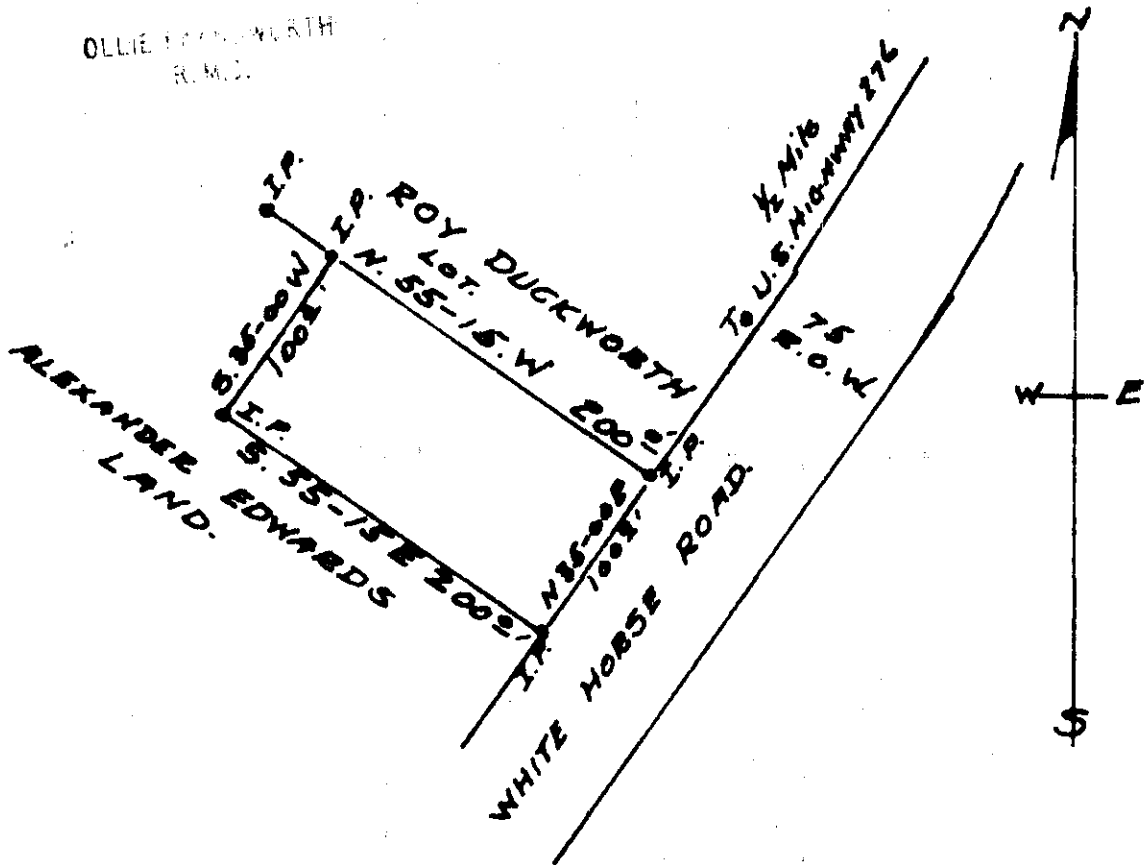 OLLIE
R.M.C.
N
I.P.
I.P.
ROY DUCKWORTH
LOT.
N. 55-15. W 200
½ Mile
To U.S. HIGHWAY 276
75
R.O.W.
W E
S. 35-00 W
100
I.P.
ALEXANDER EDWARDS
LAND.
S. 55-15 E 200
I.P.
N 35-00 E
100
I.P.
WHITE HORSE ROAD.
S